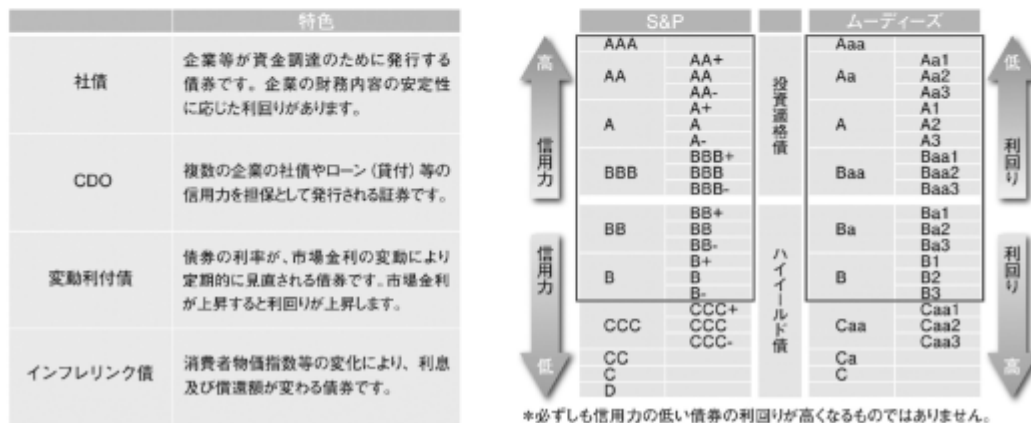 特色
社債
企業等が資金調達のために発行する
債券です。企業の財務内容の安定性
に応じた利回りがあります。
CDO
複数の企業の社債やローン(貸付)等の
信用力を担保として発行される証券です。
変動利付債
債券の利率が、市場金利の変動により
定期的に見直される債券です。市場金利
が上昇すると利回りが上昇します。
インフレリンク債
消費者物価指数等の変化により、利息
及び償還額が変わる債券です。
S&P
ムーディーズ
高
信用力
信用力
低
AAA
AA
AA+
AA
AA-
A
A+
A
A-
BBB
BBB+
BBB
BBB-
BB
BB+
BB
BB-
B
B+
B
B-
CCC
CCC+
CCC
CCC-
CC
C
D
投資適格債
ハイイールド債
Aaa
Aa
Aa1
Aa2
Aa3
A
A1
A2
A3
Baa
Baa1
Baa2
Baa3
Ba
Ba1
Ba2
Ba3
B
B1
B2
B3
Caa
Caa1
Caa2
Caa3
Ca
C
低
利回り
利回り
高
*必ずしも信用力の低い債券の利回りが高くなるものではありません。